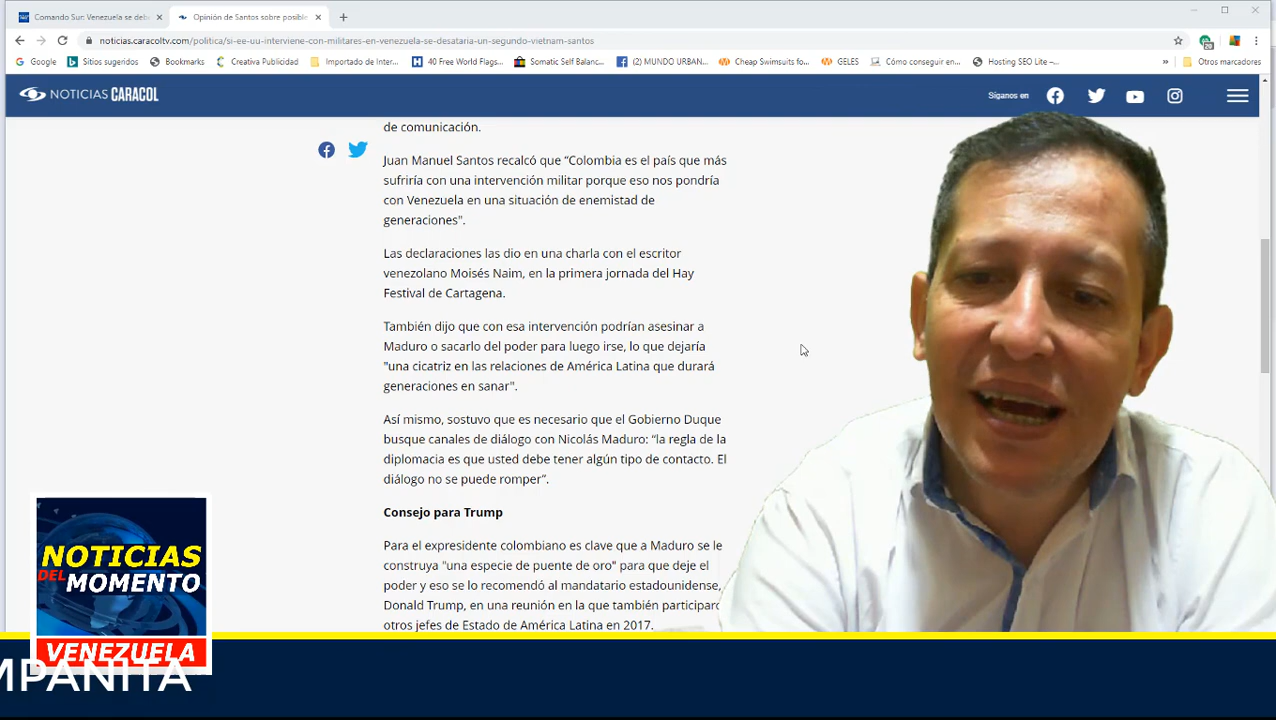 Comando Sur: Venezuela se deb
Opinión de Santos sobre posible
noticias.caracoltv.com/politica/si-ee-uu-interviene-con-militares-en-venezuela-se-desataria-un-segundo-vietnam-santos
20
Google
Sitios sugeridos
Bookmarks
Creativa Publicidad
Importado de Inter...
40 Free World Flags...
Somatic Self Balanc...
(2) MUNDO URBAN...
Cheap Swimsuits fo...
GELES
Cómo conseguir en...
Hosting SEO Lite –...
»
Otros marcadores
NOTICIAS CARACOL
Síganos en
de comunicación.
Juan Manuel Santos recalcó que “Colombia es el país que más
sufriría con una intervención militar porque eso nos pondría
con Venezuela en una situación de enemistad de
generaciones".
Las declaraciones las dio en una charla con el escritor
venezolano Moisés Naim, en la primera jornada del Hay
Festival de Cartagena.
También dijo que con esa intervención podrían asesinar a
Maduro o sacarlo del poder para luego irse, lo que dejaría
"una cicatriz en las relaciones de América Latina que durará
generaciones en sanar".
Así mismo, sostuvo que es necesario que el Gobierno Duque
busque canales de diálogo con Nicolás Maduro: “la regla de la
diplomacia es que usted debe tener algún tipo de contacto. El
diálogo no se puede romper”.
Consejo para Trump
Para el expresidente colombiano es clave que a Maduro se le
construya "una especie de puente de oro" para que deje el
poder y eso se lo recomendó al mandatario estadounidense,
Donald Trump, en una reunión en la que también participaro
otros jefes de Estado de América Latina en 2017.
NOTICIAS
DEL MOMENTO
VENEZUELA
MPANITA